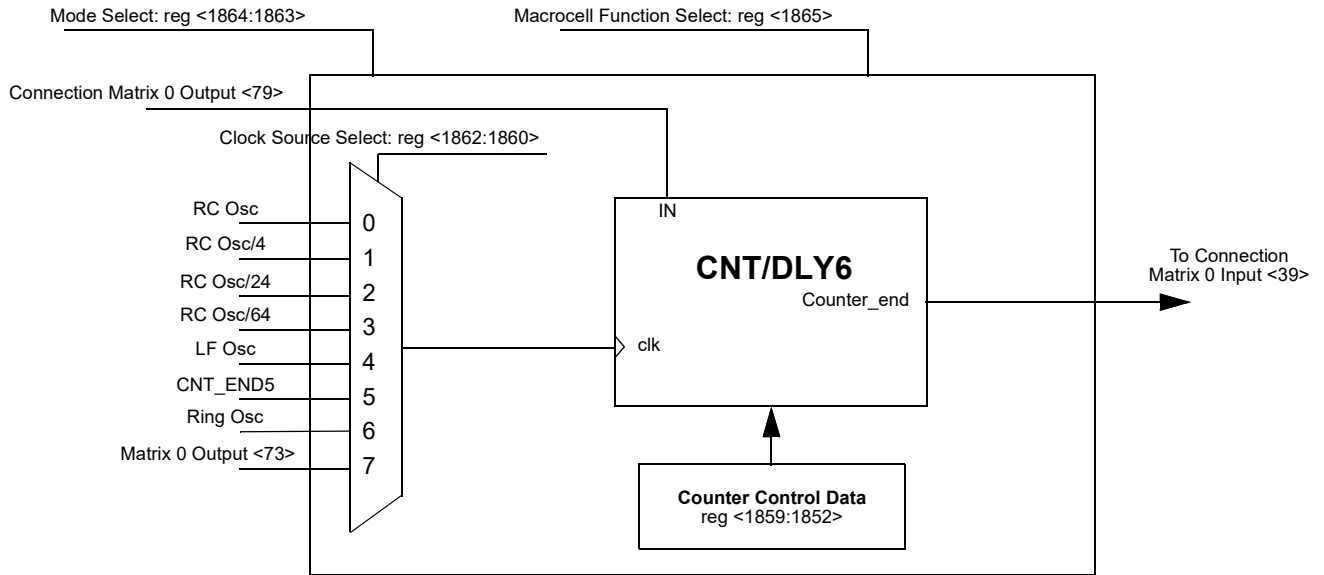 Mode Select: reg <1864:1863>
Macrocell Function Select: reg <1865>
Connection Matrix 0 Output <79>
Clock Source Select: reg <1862:1860>
RC Osc
0
RC Osc/4
1
RC Osc/24
2
RC Osc/64
3
LF Osc
4
CNT_END5
5
Ring Osc
6
Matrix 0 Output <73>
7
IN
CNT/DLY6
Counter_end
clk
To Connection
Matrix 0 Input <39>
Counter Control Data
reg <1859:1852>